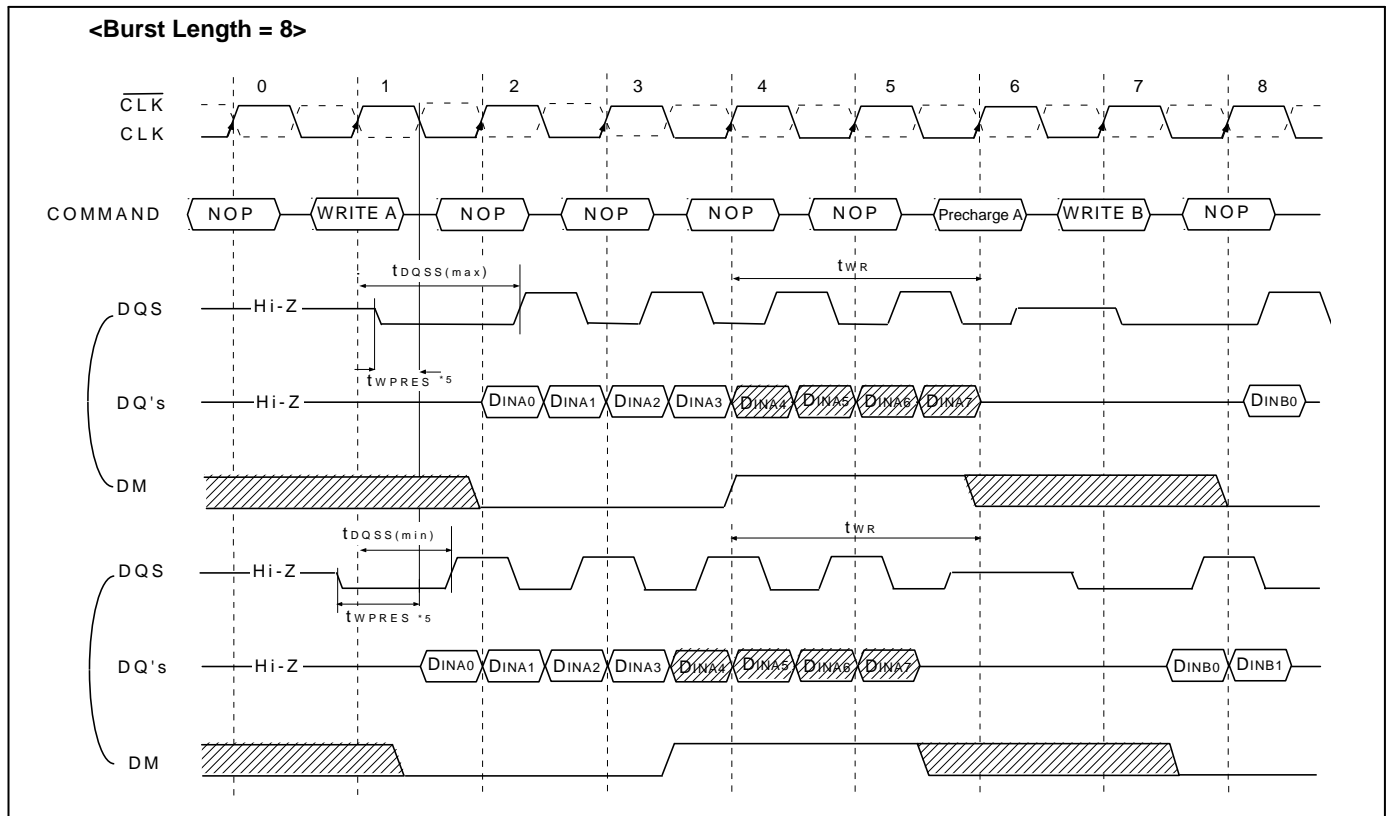 <Burst Length = 8>
0 1 2 3 4 5 6 7 8
CLK
CLK
COMMAND NOP WRITE A NOP NOP NOP NOP Precharge A WRITE B NOP
tDQSS(max) tWR
DQS Hi-Z
tWPRES *5
DQ's Hi-Z DINA0 DINA1 DINA2 DINA3 DINA4 DINA5 DINA6 DINA7 DINB0
DM
tDQSS(min) tWR
DQS Hi-Z
tWPRES *5
DQ's Hi-Z DINA0 DINA1 DINA2 DINA3 DINA4 DINA5 DINA6 DINA7 DINB0 DINB1
DM